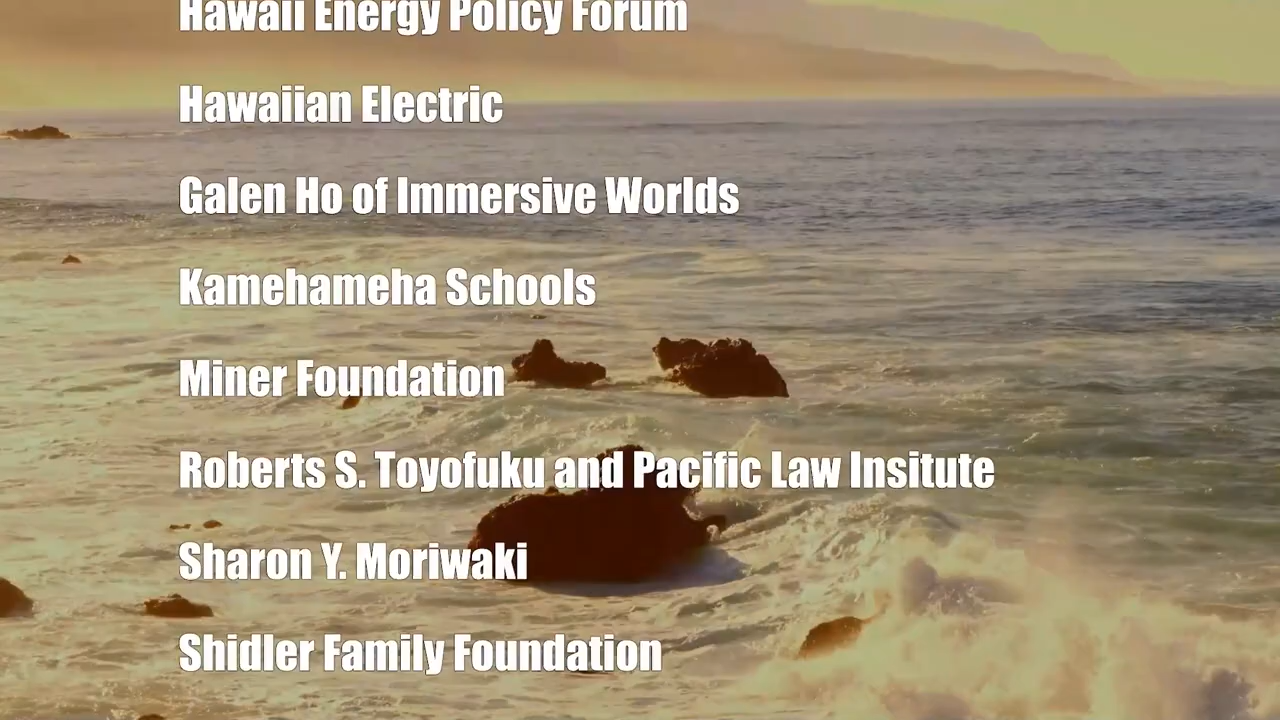 Hawaii Energy Policy Forum
Hawaiian Electric
Galen Ho of Immersive Worlds
Kamehameha Schools
Miner Foundation
Roberts S. Toyofuku and Pacific Law Insitute
Sharon Y. Moriwaki
Shidler Family Foundation